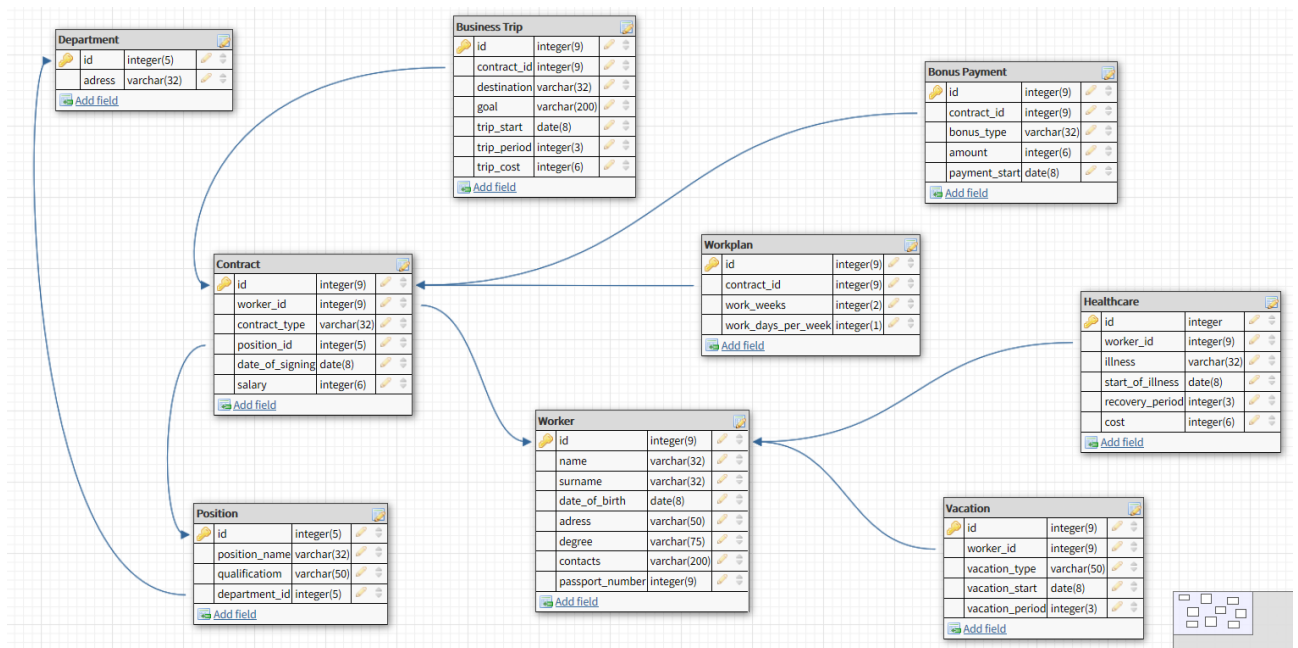 Department
id integer(5)
adress varchar(32)
Add field
Business Trip
id integer(9)
contract_id integer(9)
destination varchar(32)
goal varchar(200)
trip_start date(8)
trip_period integer(3)
trip_cost integer(6)
Add field
Bonus Payment
id integer(9)
contract_id integer(9)
bonus_type varchar(32)
amount integer(6)
payment_start date(8)
Add field
Contract
id integer(9)
worker_id integer(9)
contract_type varchar(32)
position_id integer(5)
date_of_signing date(8)
salary integer(6)
Add field
Workplan
id integer(9)
contract_id integer(9)
work_weeks integer(2)
work_days_per_week integer(1)
Add field
Healthcare
id integer
worker_id integer(9)
illness varchar(32)
start_of_illness date(8)
recovery_period integer(3)
cost integer(6)
Add field
Worker
id integer(9)
name varchar(32)
surname varchar(32)
date_of_birth date(8)
adress varchar(50)
degree varchar(75)
contacts varchar(200)
passport_number integer(9)
Add field
Position
id integer(5)
position_name varchar(32)
qualificatiom varchar(50)
department_id integer(5)
Add field
Vacation
id integer(9)
worker_id integer(9)
vacation_type varchar(50)
vacation_start date(8)
vacation_period integer(3)
Add field